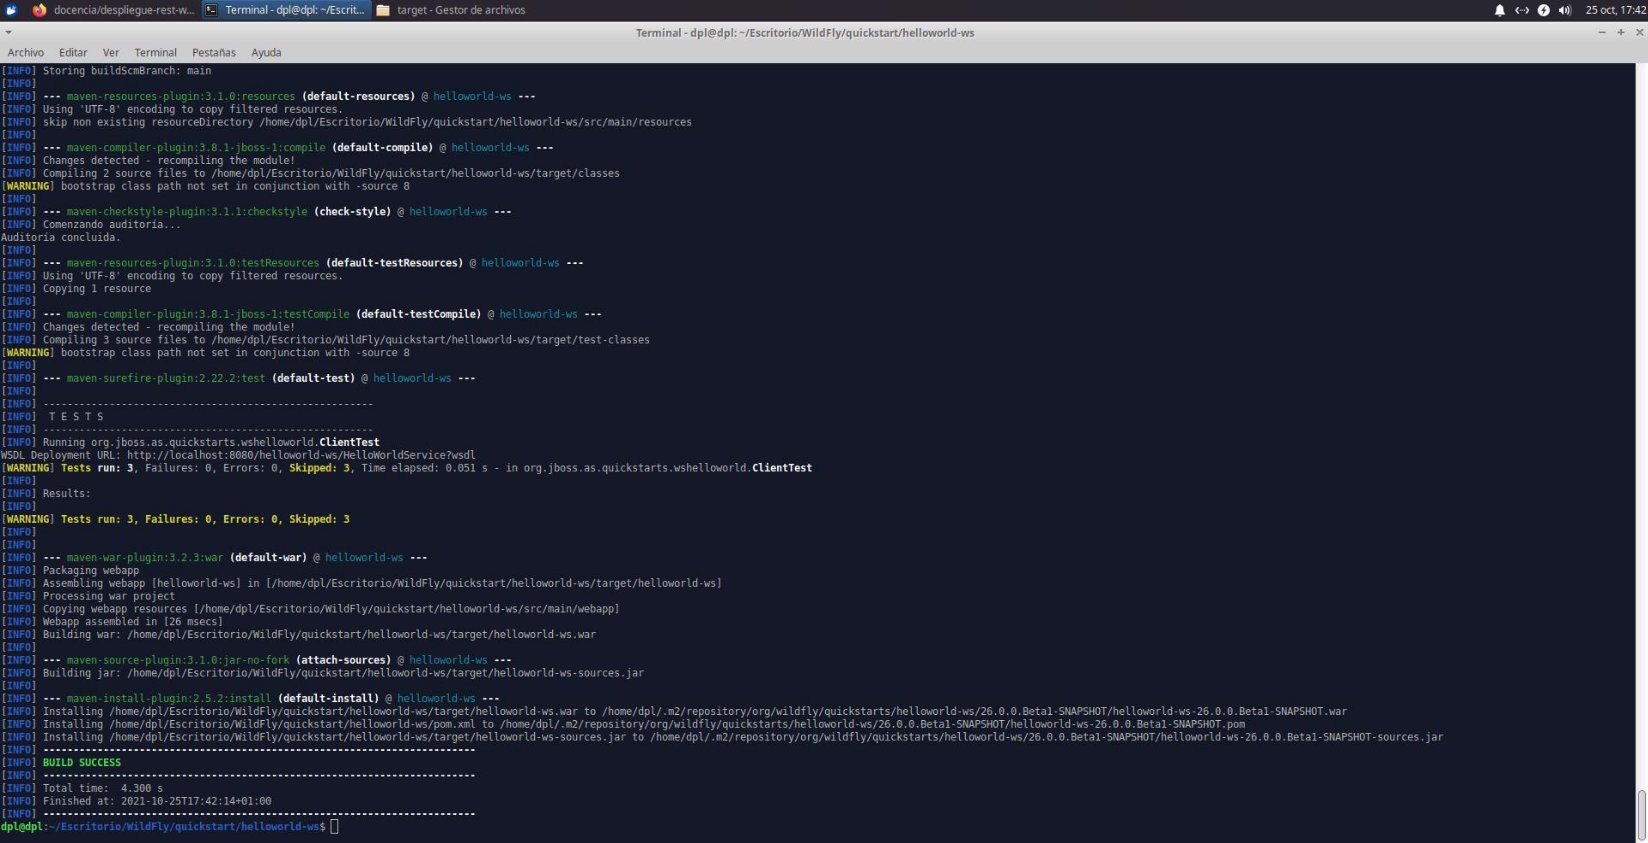 docencia/despliegue-rest-w... Terminal - dpl@dpl: ~/Escrit... target - Gestor de archivos 25 oct, 17:42
Terminal - dpl@dpl: ~/Escritorio/WildFly/quickstart/helloworld-ws
Archivo Editar Ver Terminal Pestañas Ayuda
[INFO] Storing buildScmBranch: main
[INFO]
[INFO] --- maven-resources-plugin:3.1.0:resources (default-resources) @ helloworld-ws ---
[INFO] Using 'UTF-8' encoding to copy filtered resources.
[INFO] skip non existing resourceDirectory /home/dpl/Escritorio/WildFly/quickstart/helloworld-ws/src/main/resources
[INFO]
[INFO] --- maven-compiler-plugin:3.8.1-jboss-1:compile (default-compile) @ helloworld-ws ---
[INFO] Changes detected - recompiling the module!
[INFO] Compiling 2 source files to /home/dpl/Escritorio/WildFly/quickstart/helloworld-ws/target/classes
[WARNING] bootstrap class path not set in conjunction with -source 8
[INFO]
[INFO] --- maven-checkstyle-plugin:3.1.1:checkstyle (check-style) @ helloworld-ws ---
[INFO] Comenzando auditoría...
Auditoría concluida.
[INFO]
[INFO] --- maven-resources-plugin:3.1.0:testResources (default-testResources) @ helloworld-ws ---
[INFO] Using 'UTF-8' encoding to copy filtered resources.
[INFO] Copying 1 resource
[INFO]
[INFO] --- maven-compiler-plugin:3.8.1-jboss-1:testCompile (default-testCompile) @ helloworld-ws ---
[INFO] Changes detected - recompiling the module!
[INFO] Compiling 3 source files to /home/dpl/Escritorio/WildFly/quickstart/helloworld-ws/target/test-classes
[WARNING] bootstrap class path not set in conjunction with -source 8
[INFO]
[INFO] --- maven-surefire-plugin:2.22.2:test (default-test) @ helloworld-ws ---
[INFO]
[INFO] -------------------------------------------------------
[INFO]  T E S T S
[INFO] -------------------------------------------------------
[INFO] Running org.jboss.as.quickstarts.wshelloworld.ClientTest
WSDL Deployment URL: http://localhost:8080/helloworld-ws/HelloWorldService?wsdl
[WARNING] Tests run: 3, Failures: 0, Errors: 0, Skipped: 3, Time elapsed: 0.051 s - in org.jboss.as.quickstarts.wshelloworld.ClientTest
[INFO]
[INFO] Results:
[INFO]
[WARNING] Tests run: 3, Failures: 0, Errors: 0, Skipped: 3
[INFO]
[INFO]
[INFO] --- maven-war-plugin:3.2.3:war (default-war) @ helloworld-ws ---
[INFO] Packaging webapp
[INFO] Assembling webapp [helloworld-ws] in [/home/dpl/Escritorio/WildFly/quickstart/helloworld-ws/target/helloworld-ws]
[INFO] Processing war project
[INFO] Copying webapp resources [/home/dpl/Escritorio/WildFly/quickstart/helloworld-ws/src/main/webapp]
[INFO] Webapp assembled in [26 msecs]
[INFO] Building war: /home/dpl/Escritorio/WildFly/quickstart/helloworld-ws/target/helloworld-ws.war
[INFO]
[INFO] --- maven-source-plugin:3.1.0:jar-no-fork (attach-sources) @ helloworld-ws ---
[INFO] Building jar: /home/dpl/Escritorio/WildFly/quickstart/helloworld-ws/target/helloworld-ws-sources.jar
[INFO]
[INFO] --- maven-install-plugin:2.5.2:install (default-install) @ helloworld-ws ---
[INFO] Installing /home/dpl/Escritorio/WildFly/quickstart/helloworld-ws/target/helloworld-ws.war to /home/dpl/.m2/repository/org/wildfly/quickstarts/helloworld-ws/26.0.0.Beta1-SNAPSHOT/helloworld-ws-26.0.0.Beta1-SNAPSHOT.war
[INFO] Installing /home/dpl/Escritorio/WildFly/quickstart/helloworld-ws/pom.xml to /home/dpl/.m2/repository/org/wildfly/quickstarts/helloworld-ws/26.0.0.Beta1-SNAPSHOT/helloworld-ws-26.0.0.Beta1-SNAPSHOT.pom
[INFO] Installing /home/dpl/Escritorio/WildFly/quickstart/helloworld-ws/target/helloworld-ws-sources.jar to /home/dpl/.m2/repository/org/wildfly/quickstarts/helloworld-ws/26.0.0.Beta1-SNAPSHOT/helloworld-ws-26.0.0.Beta1-SNAPSHOT-sources.jar
[INFO] ------------------------------------------------------------------------
[INFO] BUILD SUCCESS
[INFO] ------------------------------------------------------------------------
[INFO] Total time:  4.300 s
[INFO] Finished at: 2021-10-25T17:42:14+01:00
[INFO] ------------------------------------------------------------------------
dpl@dpl:~/Escritorio/WildFly/quickstart/helloworld-ws$